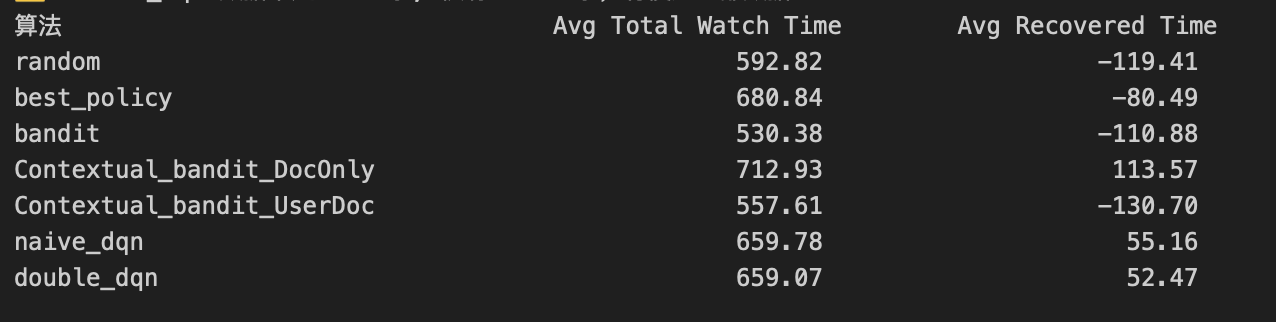 算法 Avg Total Watch Time Avg Recovered Time
random 592.82 -119.41
best_policy 680.84 -80.49
bandit 530.38 -110.88
Contextual_bandit_DocOnly 712.93 113.57
Contextual_bandit_UserDoc 557.61 -130.70
naive_dqn 659.78 55.16
double_dqn 659.07 52.47